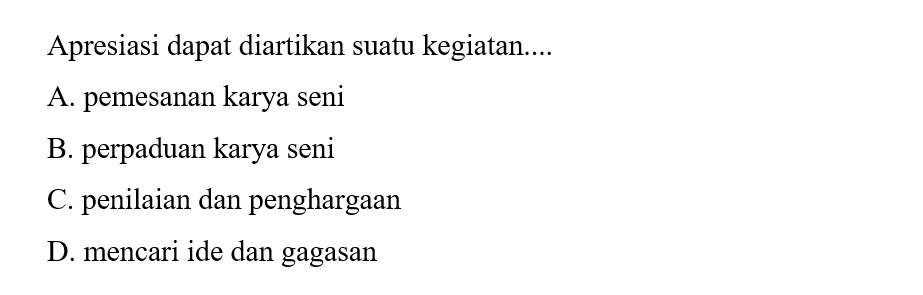 Apresiasi dapat diartikan suatu kegiatan....
A. pemesanan karya seni
B. perpaduan karya seni
C. penilaian dan penghargaan
D. mencari ide dan gagasan